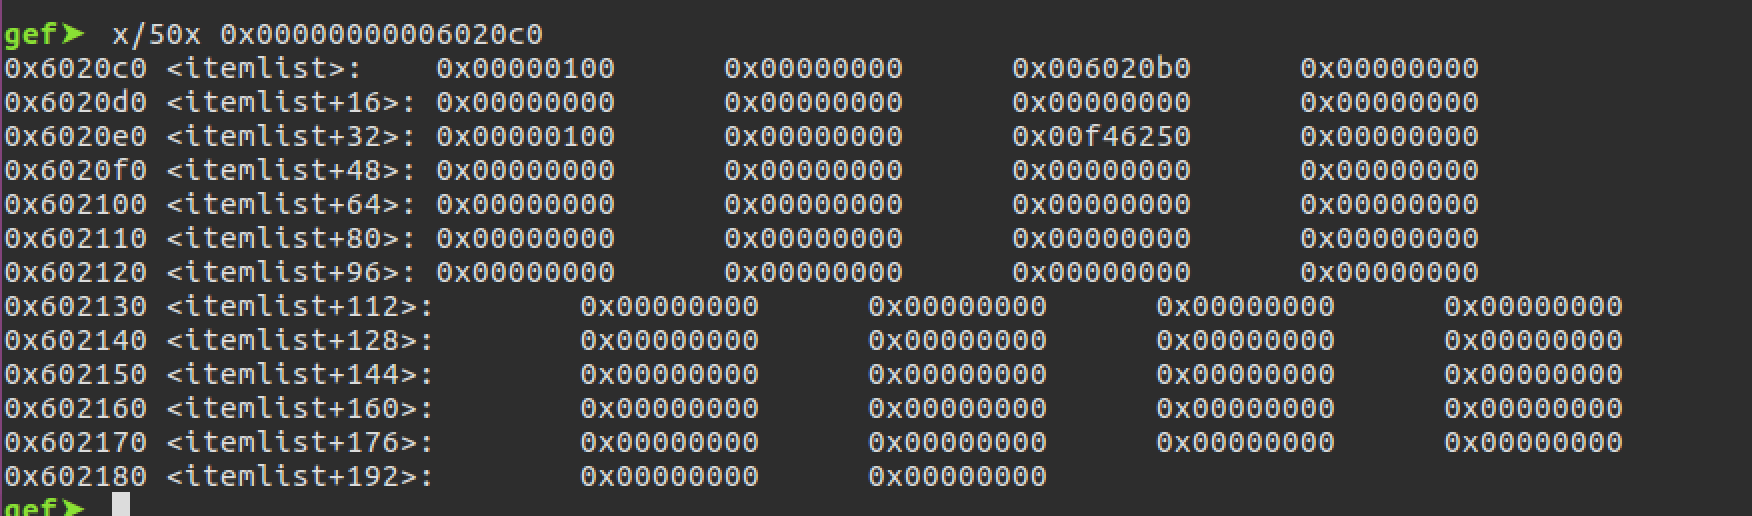 gef➤ x/50x 0x00000000006020c0
0x6020c0 <itemlist>: 0x00000100 0x00000000 0x006020b0 0x00000000
0x6020d0 <itemlist+16>: 0x00000000 0x00000000 0x00000000 0x00000000
0x6020e0 <itemlist+32>: 0x00000100 0x00000000 0x00f46250 0x00000000
0x6020f0 <itemlist+48>: 0x00000000 0x00000000 0x00000000 0x00000000
0x602100 <itemlist+64>: 0x00000000 0x00000000 0x00000000 0x00000000
0x602110 <itemlist+80>: 0x00000000 0x00000000 0x00000000 0x00000000
0x602120 <itemlist+96>: 0x00000000 0x00000000 0x00000000 0x00000000
0x602130 <itemlist+112>: 0x00000000 0x00000000 0x00000000 0x00000000
0x602140 <itemlist+128>: 0x00000000 0x00000000 0x00000000 0x00000000
0x602150 <itemlist+144>: 0x00000000 0x00000000 0x00000000 0x00000000
0x602160 <itemlist+160>: 0x00000000 0x00000000 0x00000000 0x00000000
0x602170 <itemlist+176>: 0x00000000 0x00000000 0x00000000 0x00000000
0x602180 <itemlist+192>: 0x00000000 0x00000000
gef➤